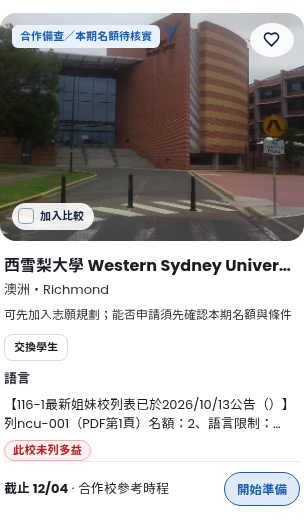 合作備查／本期名額待核實
加入比較
西雪梨大學 Western Sydney Univer...
澳洲・Richmond
可先加入志願規劃；能否申請須先確認本期名額與條件
交換學生
語言
【116-1最新姐妹校列表已於2026/10/13公告（）】
列ncu-001（PDF第1頁）名額：2、語言限制：...
此校未列多益
截止 12/04 · 合作校參考時程
開始準備